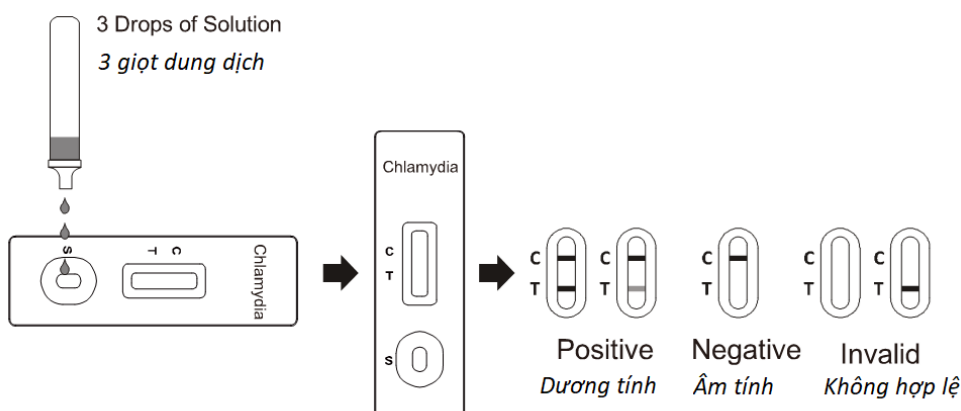 3 Drops of Solution
3 giọt dung dịch
S
T C
Chlamydia
Chlamydia
C
T
S
C
T
C
T
C
T
C
T
C
T
Positive
Dương tính
Negative
Âm tính
Invalid
Không hợp lệ